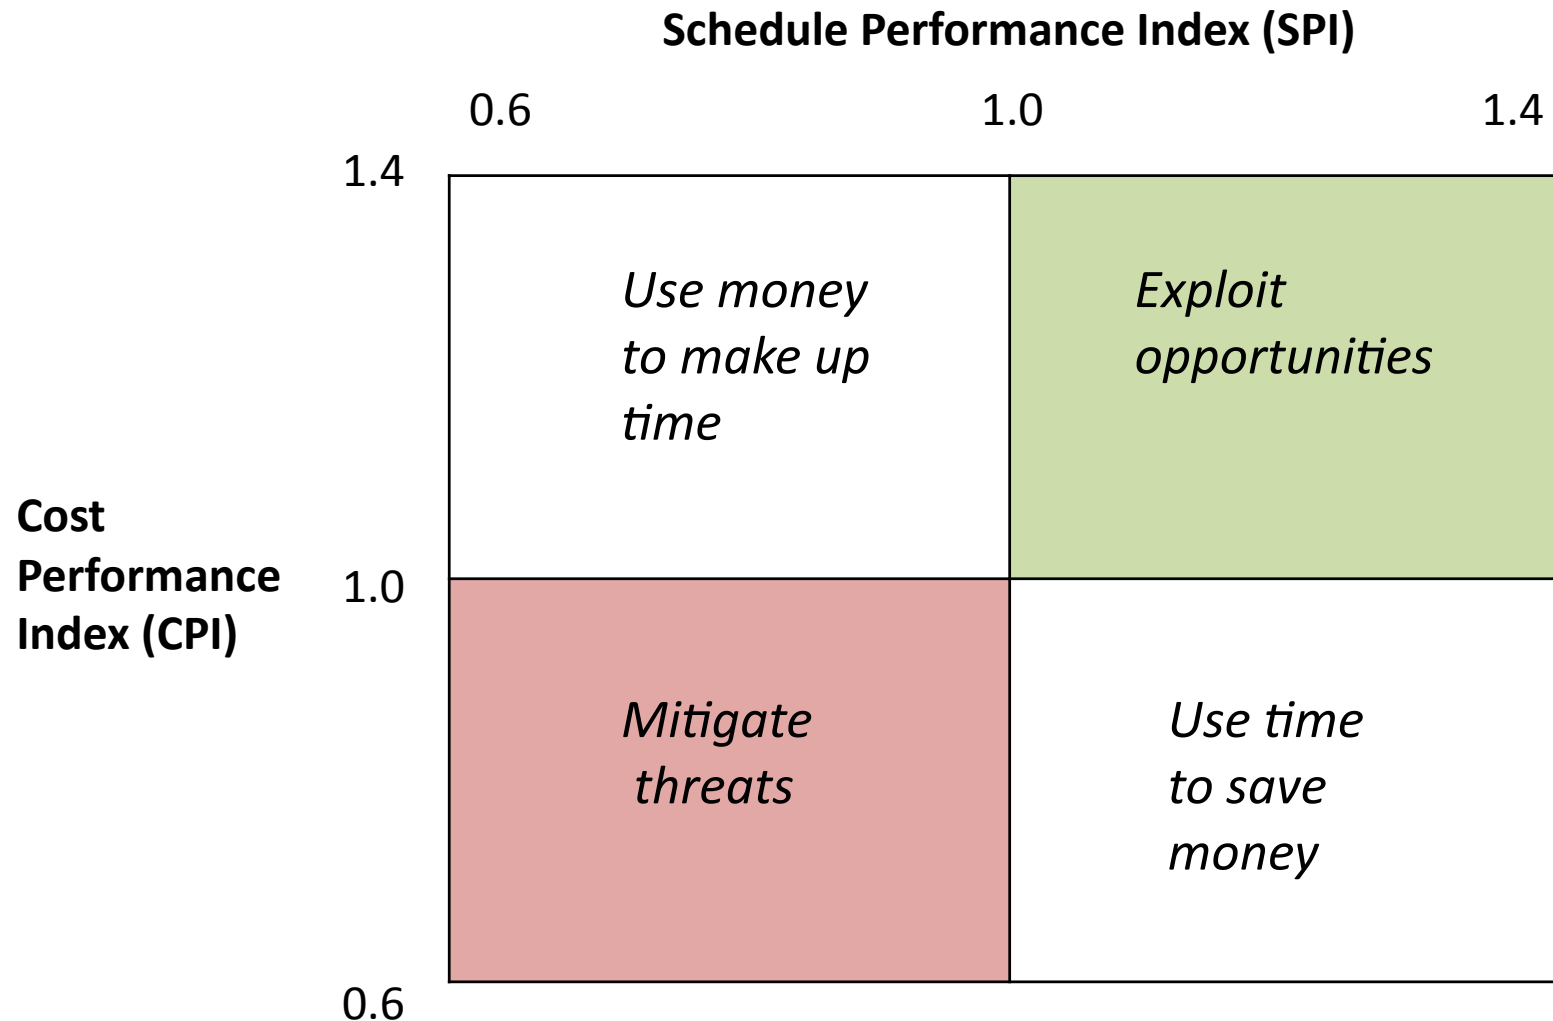 Schedule Performance Index (SPI)
0.6 1.0 1.4
1.4
Use money
to make up
time
Exploit
opportunities
Cost
Performance
Index (CPI)
1.0
Mitigate
threats
Use time
to save
money
0.6